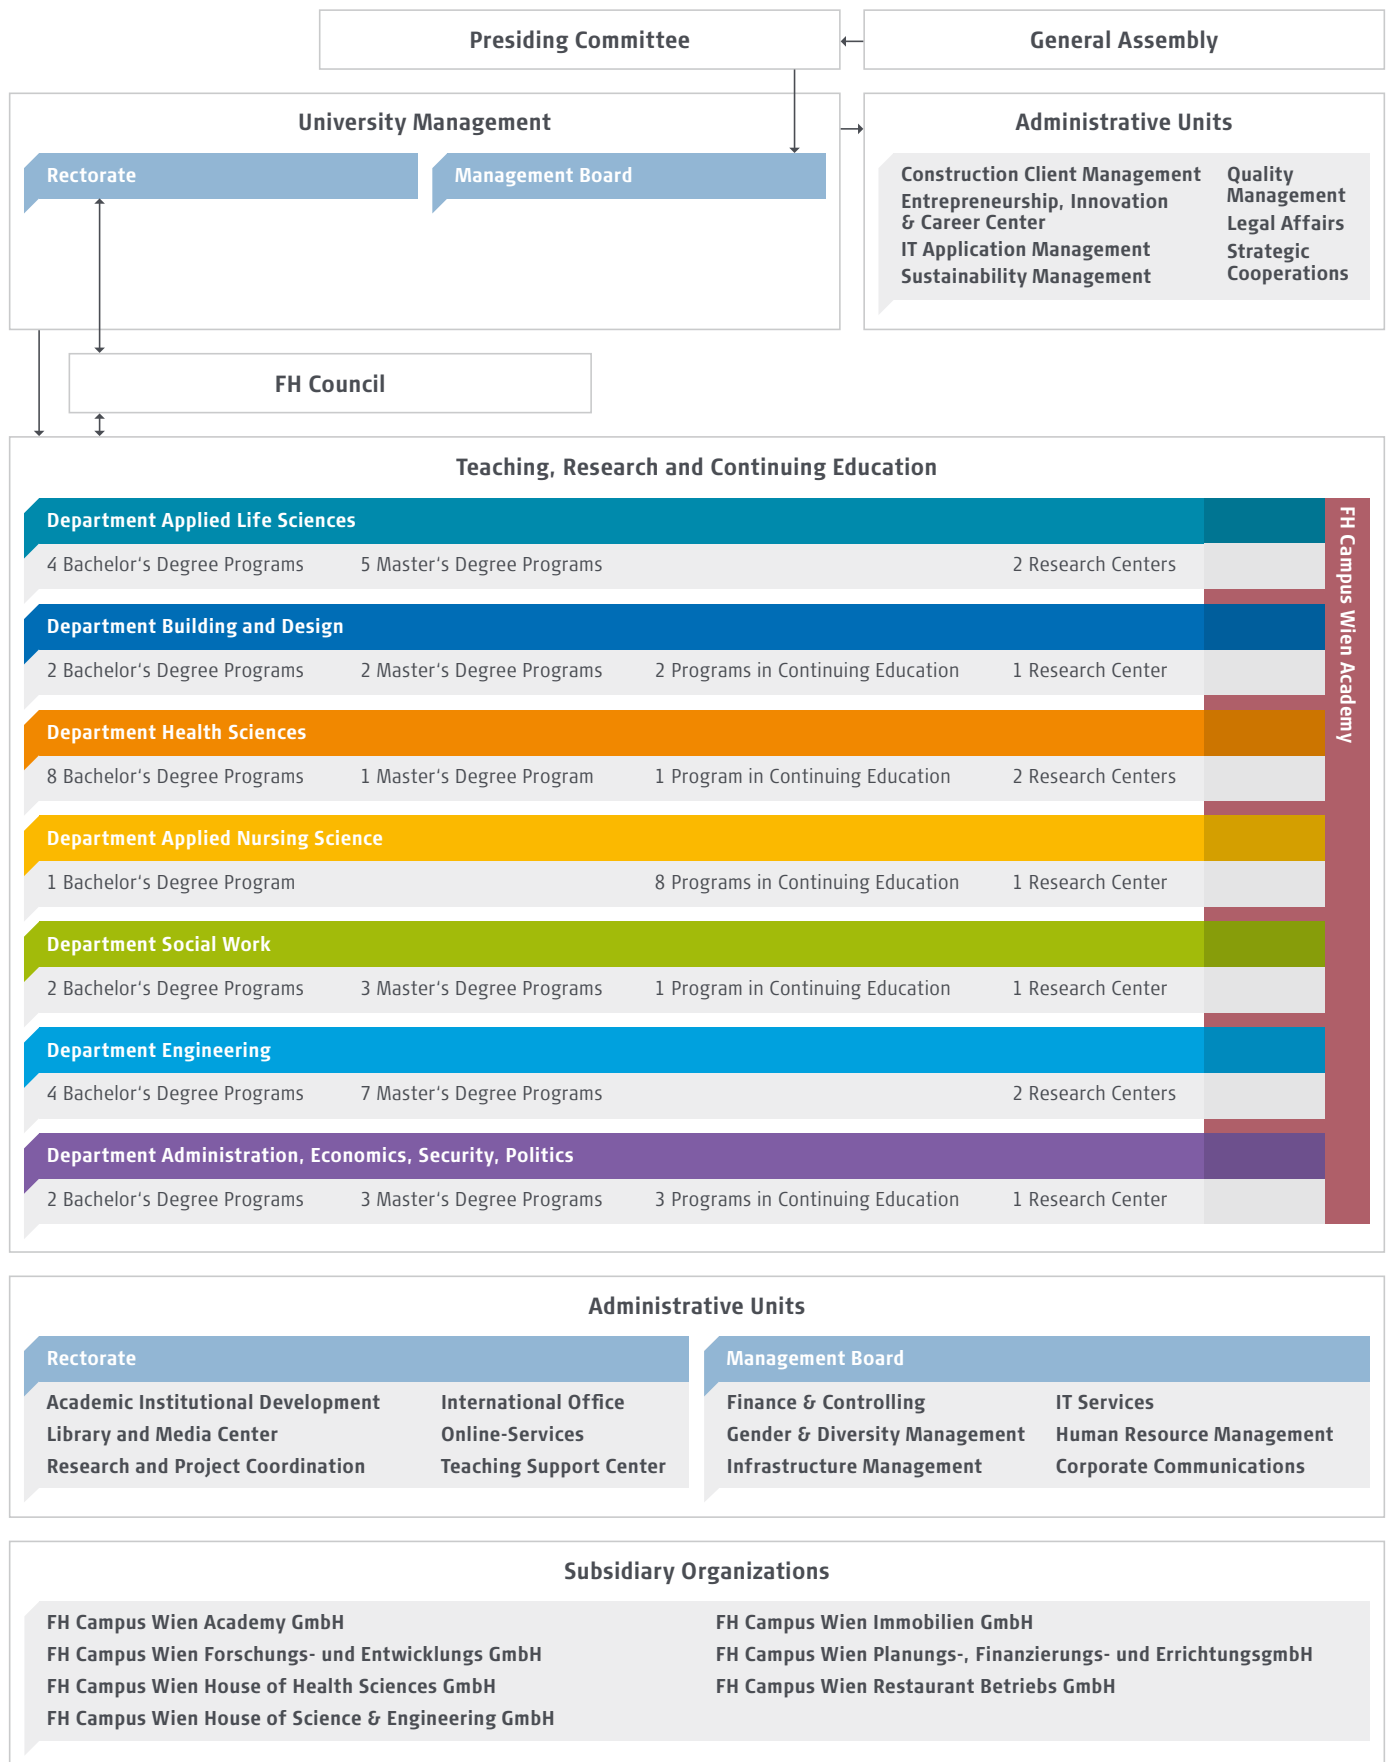 Presiding Committee
General Assembly
University Management
Rectorate
Management Board
Administrative Units
Construction Client Management
Entrepreneurship, Innovation
& Career Center
IT Application Management
Sustainability Management
Quality
Management
Legal Affairs
Strategic
Cooperations
FH Council
Teaching, Research and Continuing Education
FH Campus Wien Academy
Department Applied Life Sciences
4 Bachelor‘s Degree Programs 5 Master‘s Degree Programs 2 Research Centers
Department Building and Design
2 Bachelor‘s Degree Programs 2 Master‘s Degree Programs 2 Programs in Continuing Education 1 Research Center
Department Health Sciences
8 Bachelor‘s Degree Programs 1 Master‘s Degree Program 1 Program in Continuing Education 2 Research Centers
Department Applied Nursing Science
1 Bachelor‘s Degree Program 8 Programs in Continuing Education 1 Research Center
Department Social Work
2 Bachelor‘s Degree Programs 3 Master‘s Degree Programs 1 Program in Continuing Education 1 Research Center
Department Engineering
4 Bachelor‘s Degree Programs 7 Master‘s Degree Programs 2 Research Centers
Department Administration, Economics, Security, Politics
2 Bachelor‘s Degree Programs 3 Master‘s Degree Programs 3 Programs in Continuing Education 1 Research Center
Administrative Units
Rectorate
Academic Institutional Development
Library and Media Center
Research and Project Coordination
International Office
Online-Services
Teaching Support Center
Management Board
Finance & Controlling
Gender & Diversity Management
Infrastructure Management
IT Services
Human Resource Management
Corporate Communications
Subsidiary Organizations
FH Campus Wien Academy GmbH
FH Campus Wien Forschungs- und Entwicklungs GmbH
FH Campus Wien House of Health Sciences GmbH
FH Campus Wien House of Science & Engineering GmbH
FH Campus Wien Immobilien GmbH
FH Campus Wien Planungs-, Finanzierungs- und ErrichtungsgmbH
FH Campus Wien Restaurant Betriebs GmbH